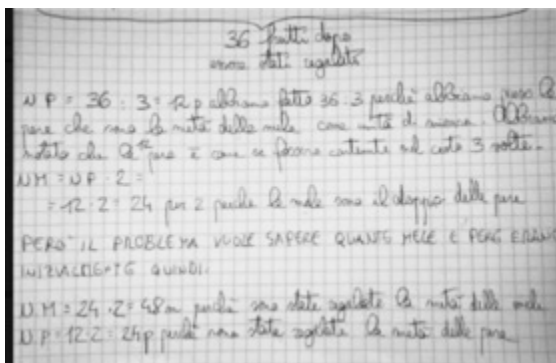 36 frutti dopo
erano stati regalati
N P = 36 : 3 = 12 p abbiamo fatto 36 : 3 perché abbiamo preso le
pere che sono la metà delle mele come unità di misura. Abbiamo
notato che le 12 pere è come se fossero contenute nel cesto 3 volte.
N M = N P · 2 =
= 12 · 2 = 24 per 2 perché le mele sono il doppio delle pere
PERÒ IL PROBLEMA VUOLE SAPERE QUANTE MELE E PERE ERANO
INIZIALMENTE QUINDI:
N. M = 24 · 2 = 48 m perché sono state regalate la metà delle mele
N. P = 12 · 2 = 24 p perché sono state regalate la metà delle pere